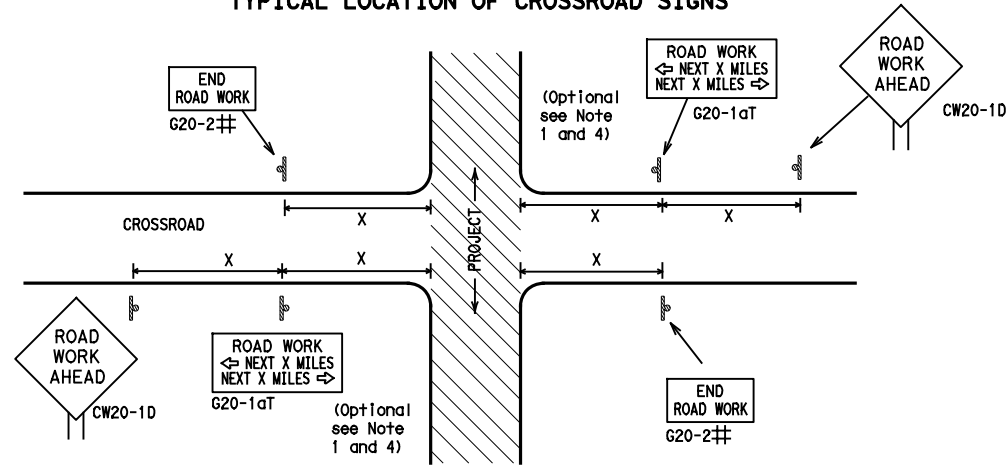 TYPICAL LOCATION OF CROSSROAD SIGNS
END
ROAD WORK
G20-2#
(Optional
see Note
1 and 4)
ROAD WORK
⇦ NEXT X MILES
NEXT X MILES ⇨
G20-1aT
ROAD
WORK
AHEAD
CW20-1D
X
X
X
CROSSROAD
PROJECT
X
X
X
ROAD
WORK
AHEAD
CW20-1D
ROAD WORK
⇦ NEXT X MILES
NEXT X MILES ⇨
G20-1aT
(Optional
see Note
1 and 4)
END
ROAD WORK
G20-2#